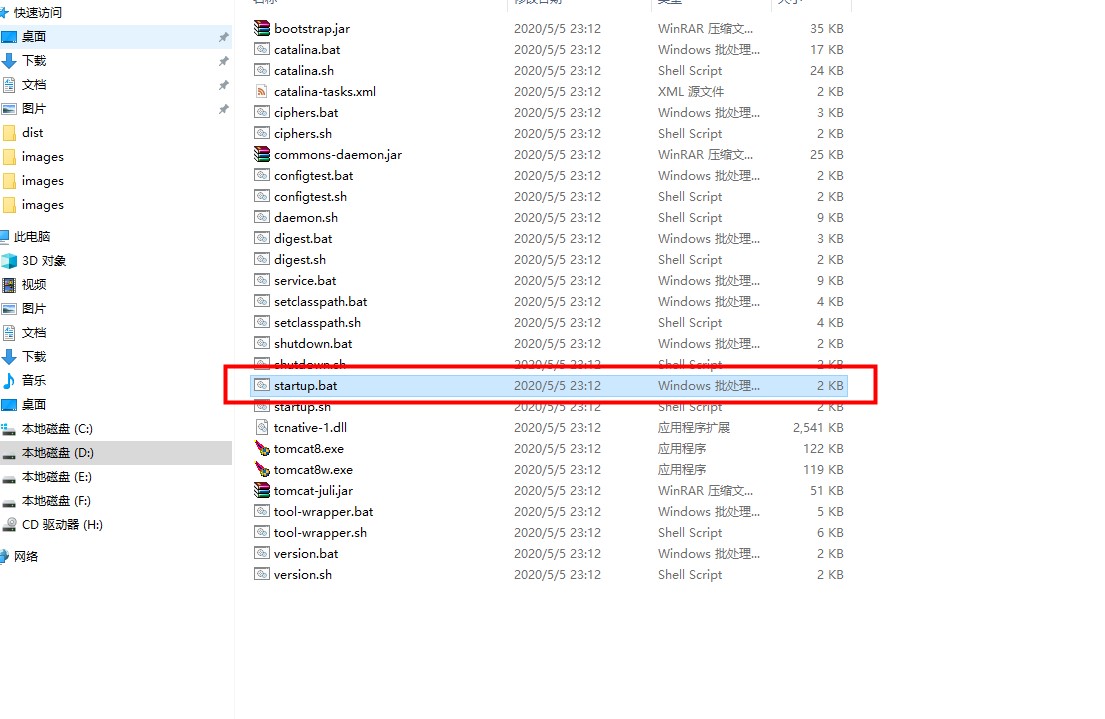 快速访问
桌面
下载
文档
图片
dist
images
images
images
此电脑
3D 对象
视频
图片
文档
下载
音乐
桌面
本地磁盘 (C:)
本地磁盘 (D:)
本地磁盘 (E:)
本地磁盘 (F:)
CD 驱动器 (H:)
网络
名称 修改日期 类型 大小
bootstrap.jar 2020/5/5 23:12 WinRAR 压缩文... 35 KB
catalina.bat 2020/5/5 23:12 Windows 批处理... 17 KB
catalina.sh 2020/5/5 23:12 Shell Script 24 KB
catalina-tasks.xml 2020/5/5 23:12 XML 源文件 2 KB
ciphers.bat 2020/5/5 23:12 Windows 批处理... 3 KB
ciphers.sh 2020/5/5 23:12 Shell Script 2 KB
commons-daemon.jar 2020/5/5 23:12 WinRAR 压缩文... 25 KB
configtest.bat 2020/5/5 23:12 Windows 批处理... 2 KB
configtest.sh 2020/5/5 23:12 Shell Script 2 KB
daemon.sh 2020/5/5 23:12 Shell Script 9 KB
digest.bat 2020/5/5 23:12 Windows 批处理... 3 KB
digest.sh 2020/5/5 23:12 Shell Script 2 KB
service.bat 2020/5/5 23:12 Windows 批处理... 9 KB
setclasspath.bat 2020/5/5 23:12 Windows 批处理... 4 KB
setclasspath.sh 2020/5/5 23:12 Shell Script 4 KB
shutdown.bat 2020/5/5 23:12 Windows 批处理... 2 KB
shutdown.sh 2020/5/5 23:12 Shell Script 2 KB
startup.bat 2020/5/5 23:12 Windows 批处理... 2 KB
startup.sh 2020/5/5 23:12 Shell Script 2 KB
tcnative-1.dll 2020/5/5 23:12 应用程序扩展 2,541 KB
tomcat8.exe 2020/5/5 23:12 应用程序 122 KB
tomcat8w.exe 2020/5/5 23:12 应用程序 119 KB
tomcat-juli.jar 2020/5/5 23:12 WinRAR 压缩文... 51 KB
tool-wrapper.bat 2020/5/5 23:12 Windows 批处理... 5 KB
tool-wrapper.sh 2020/5/5 23:12 Shell Script 6 KB
version.bat 2020/5/5 23:12 Windows 批处理... 2 KB
version.sh 2020/5/5 23:12 Shell Script 2 KB